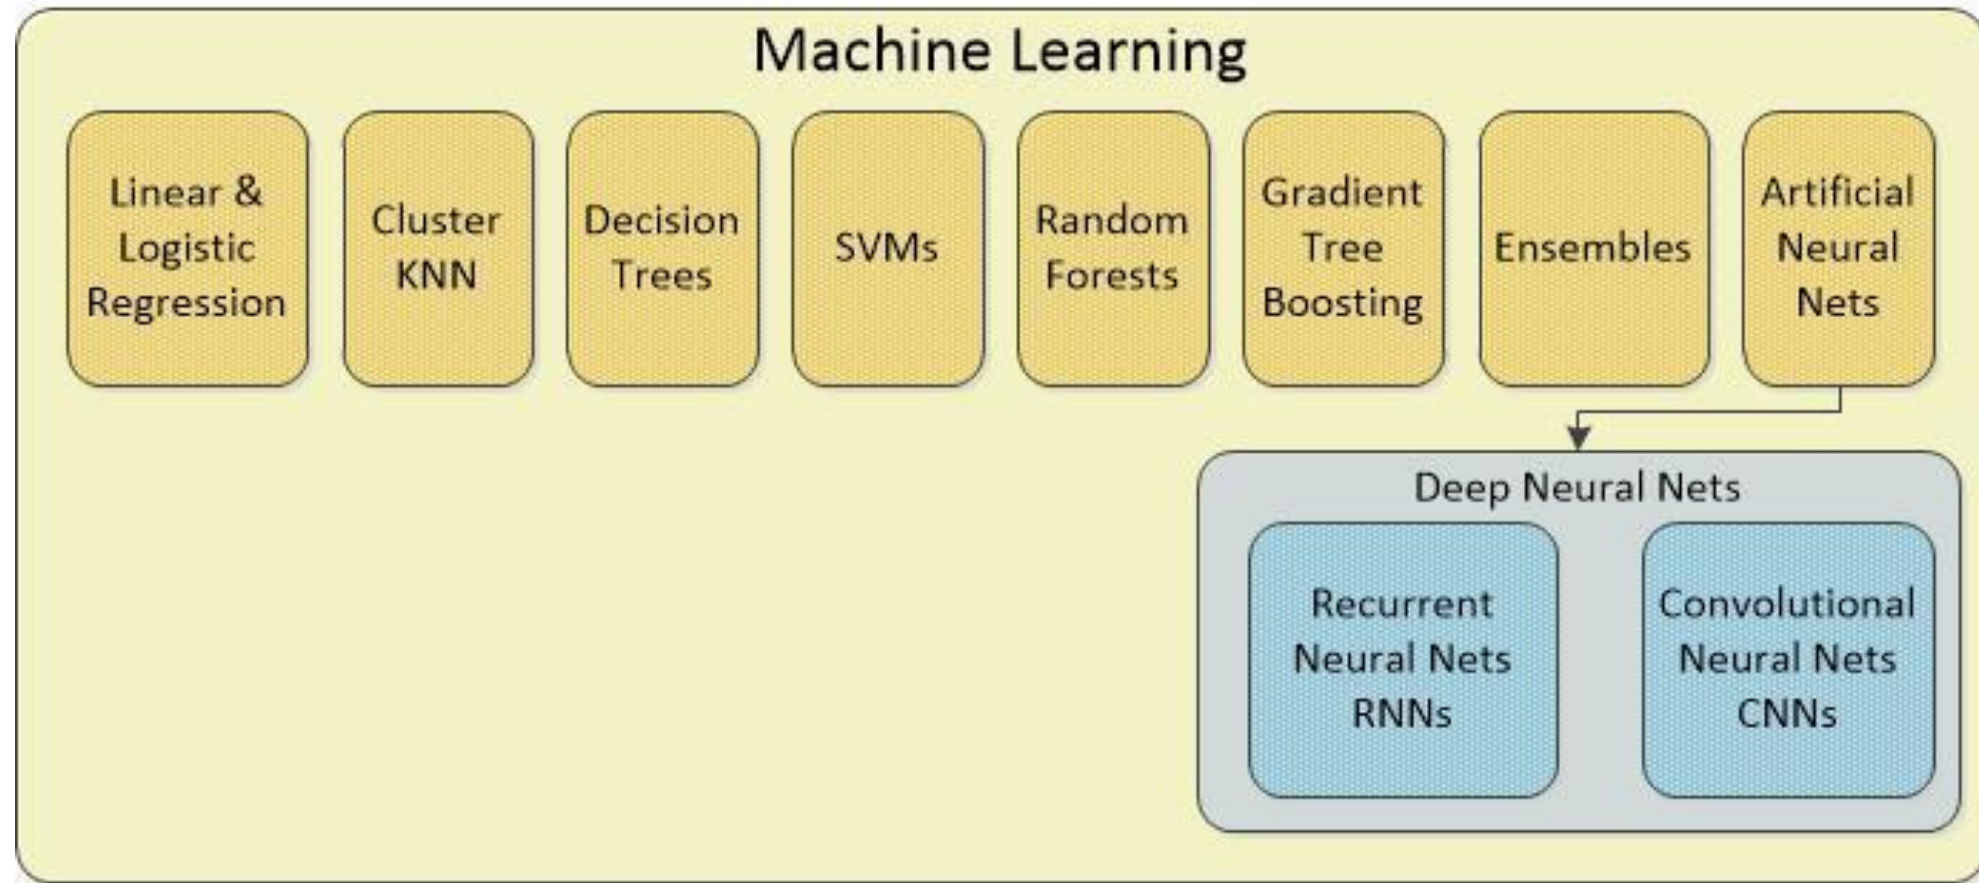 Machine Learning
Linear &
Logistic
Regression
Cluster
KNN
Decision
Trees
SVMs
Random
Forests
Gradient
Tree
Boosting
Ensembles
Artificial
Neural
Nets
Deep Neural Nets
Recurrent
Neural Nets
RNNs
Convolutional
Neural Nets
CNNs